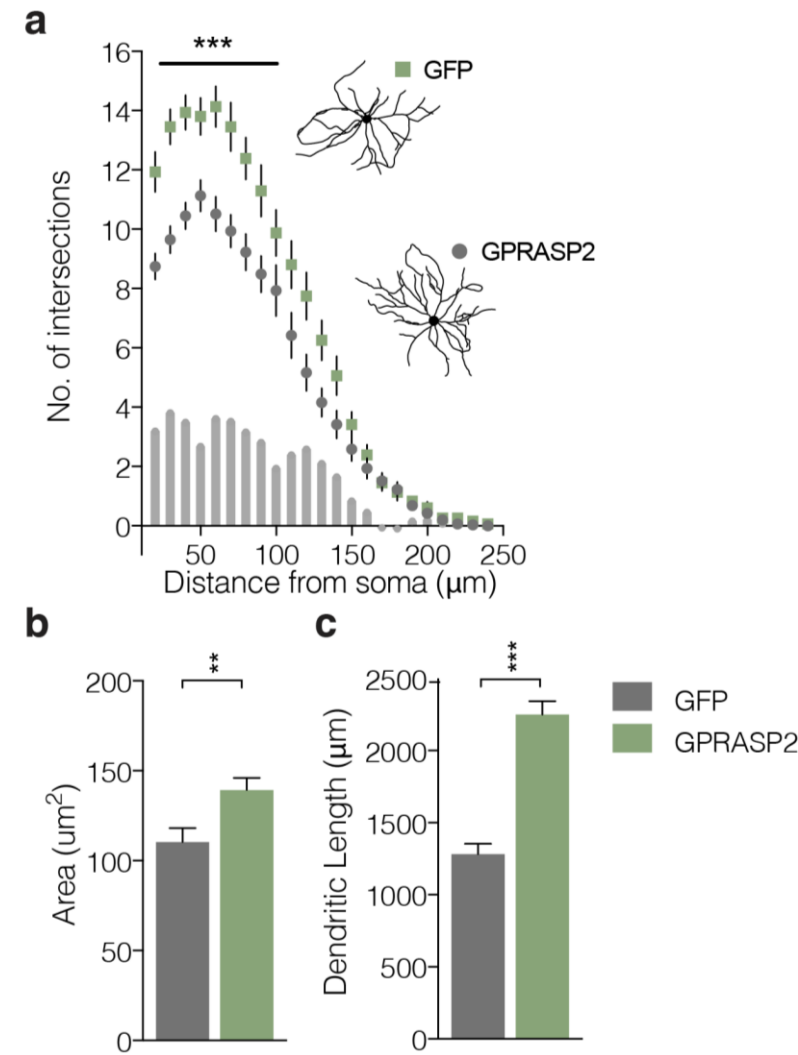 a
***
16
14
12
10
8
6
4
2
0
No. of intersections
GFP
GPRASP2
50 100 150 200 250
Distance from soma (μm)
b
**
200
150
100
50
0
Area (um²)
c
***
2500
2000
1500
1000
500
0
Dendritic Length (μm)
GFP
GPRASP2